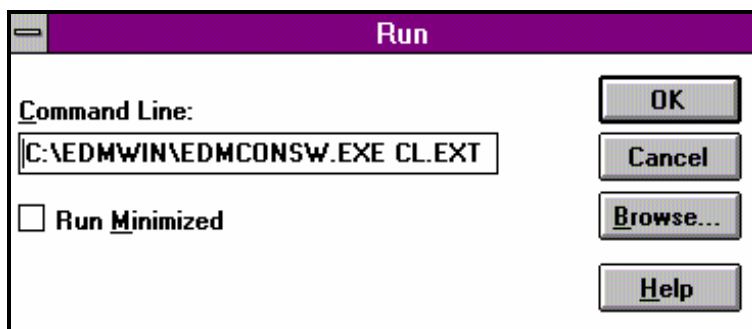 Run
Command Line:
C:\EDMWIN\EDMCONSW.EXE CL.EXT
Run Minimized
OK
Cancel
Browse...
Help